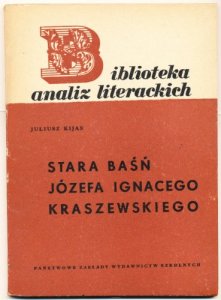 Biblioteka
analiz literackich
JULIUSZ KIJAS
STARA BAŚŃ
JÓZEFA IGNACEGO
KRASZEWSKIEGO
PAŃSTWOWE ZAKŁADY WYDAWNICTW SZKOLNYCH